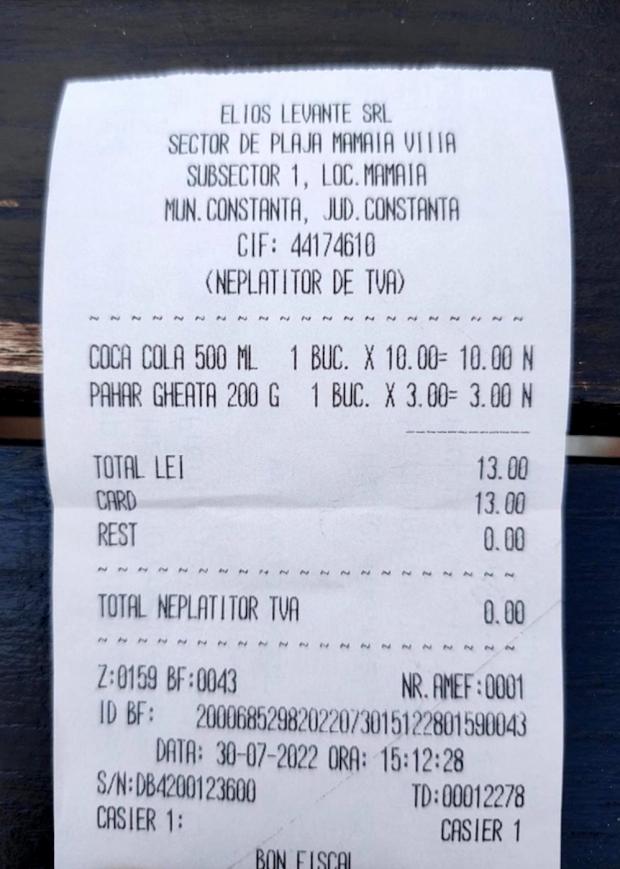 ELIOS LEVANTE SRL
SECTOR DE PLAJA MAMAIA VIIIA
SUBSECTOR 1, LOC.MAMAIA
MUN.CONSTANTA, JUD.CONSTANTA
CIF: 44174610
(NEPLATITOR DE TVA)
~ ~ ~ ~ ~ ~ ~ ~ ~ ~ ~ ~ ~ ~ ~ ~ ~ ~ ~ ~ ~ ~
COCA COLA 500 ML 1 BUC. X 10.00= 10.00 N
PAHAR GHEATA 200 G 1 BUC. X 3.00= 3.00 N
TOTAL LEI 13.00
CARD 13.00
REST 0.00
~ ~ ~ ~ ~ ~ ~ ~ ~ ~ ~ ~ ~ ~ ~ ~ ~ ~ ~ ~ ~ ~
TOTAL NEPLATITOR TVA 0.00
~ ~ ~ ~ ~ ~ ~ ~ ~ ~ ~ ~ ~ ~ ~ ~ ~ ~ ~ ~ ~ ~
Z:0159 BF:0043 NR.AMEF:0001
ID BF: 20006852982022073015122801590043
DATA: 30-07-2022 ORA: 15:12:28
S/N:DB4200123600 TD:00012278
CASIER 1: CASIER 1
BON FISCAL